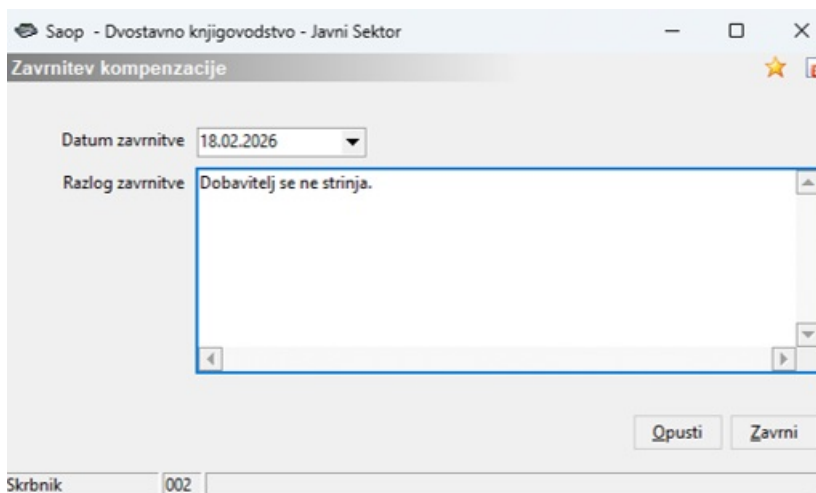 Saop - Dvostavno knjigovodstvo - Javni Sektor
Zavrnitev kompenzacije
Datum zavrnitve 18.02.2026
Razlog zavrnitve Dobavitelj se ne strinja.
Opusti Zavrni
Skrbnik 002